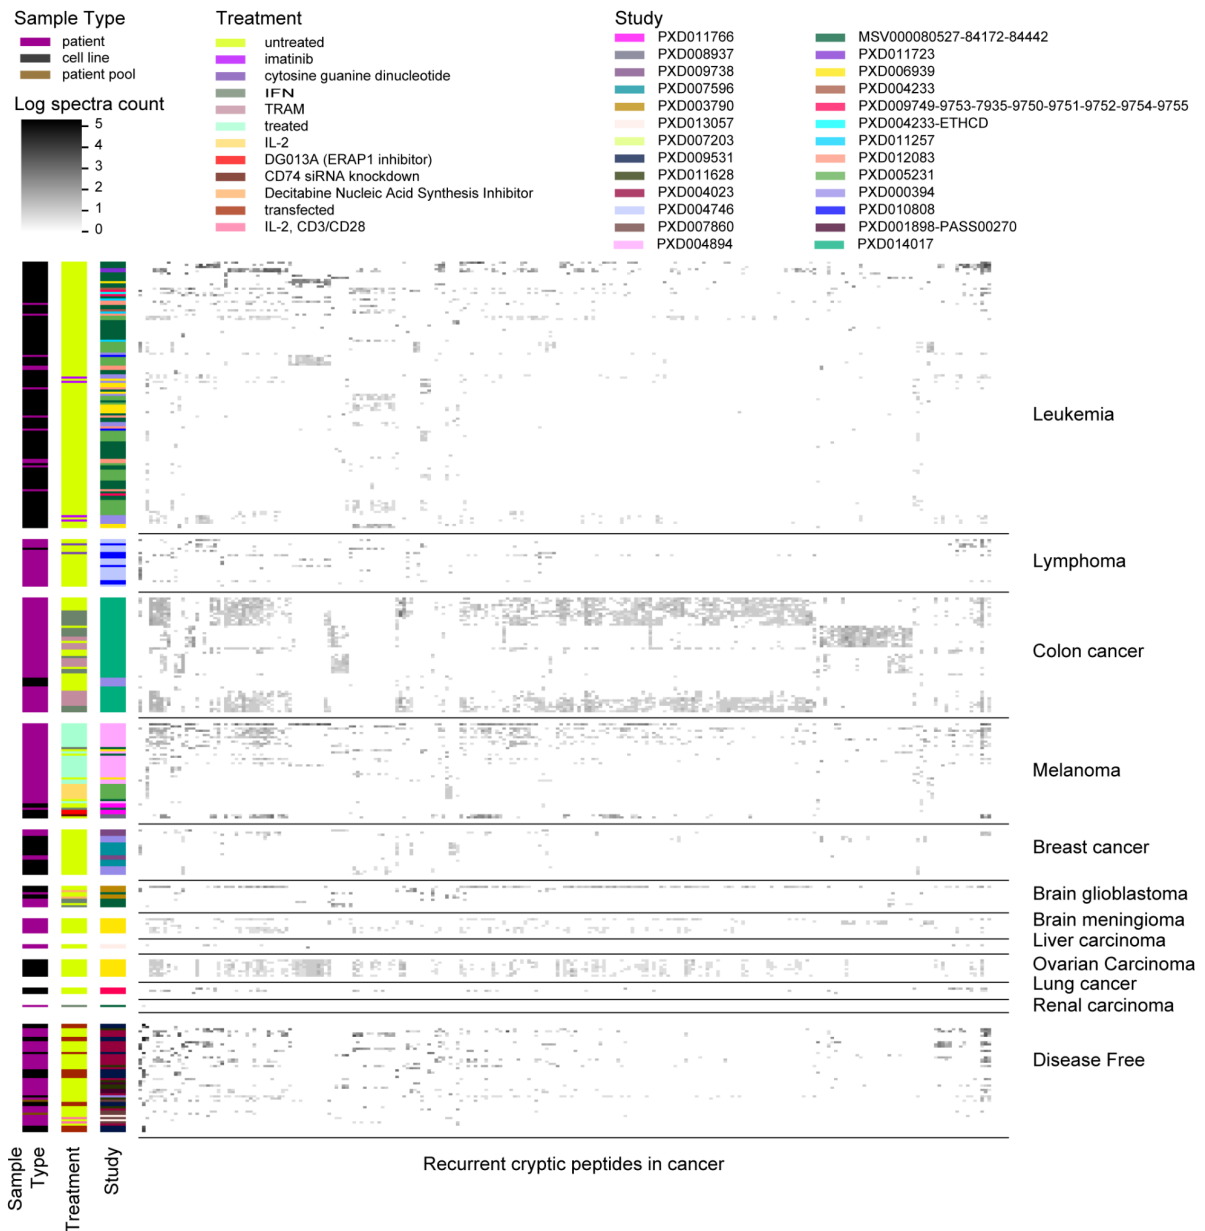 Sample Type
patient
cell line
patient pool
Log spectra count
5
4
3
2
1
0
Treatment
untreated
imatinib
cytosine guanine dinucleotide
IFN
TRAM
treated
IL-2
DG013A (ERAP1 inhibitor)
CD74 siRNA knockdown
Decitabine Nucleic Acid Synthesis Inhibitor
transfected
IL-2, CD3/CD28
Study
PXD011766
PXD008937
PXD009738
PXD007596
PXD003790
PXD013057
PXD007203
PXD009531
PXD011628
PXD004023
PXD004746
PXD007860
PXD004894
MSV000080527-84172-84442
PXD011723
PXD006939
PXD004233
PXD009749-9753-7935-9750-9751-9752-9754-9755
PXD004233-ETHCD
PXD011257
PXD012083
PXD005231
PXD000394
PXD010808
PXD001898-PASS00270
PXD014017
Leukemia
Lymphoma
Colon cancer
Melanoma
Breast cancer
Brain glioblastoma
Brain meningioma
Liver carcinoma
Ovarian Carcinoma
Lung cancer
Renal carcinoma
Disease Free
Sample
Type
Treatment
Study
Recurrent cryptic peptides in cancer